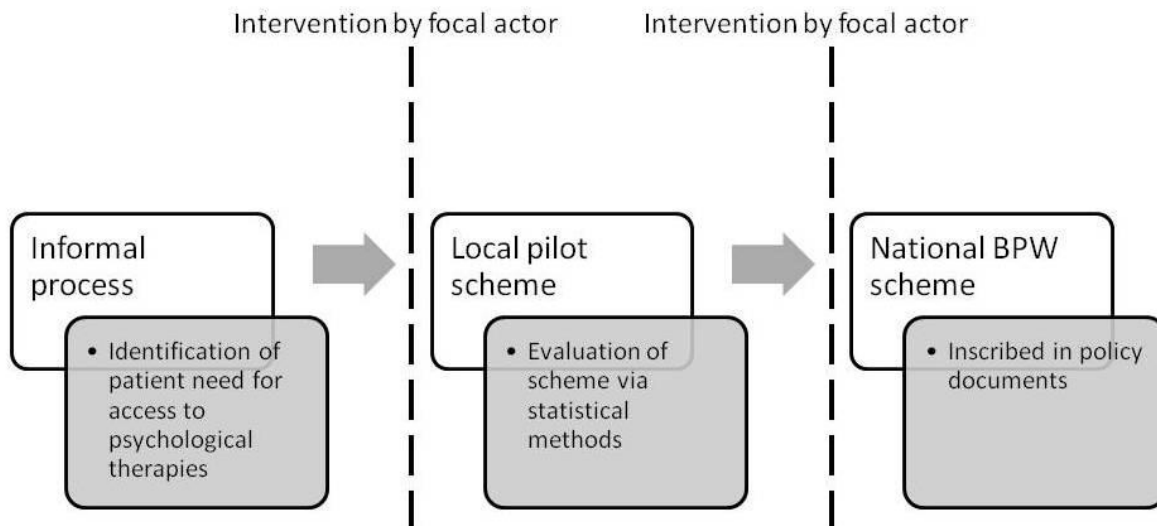 Intervention by focal actor
Intervention by focal actor
Informal
process
• Identification of
patient need for
access to
psychological
therapies
Local pilot
scheme
• Evaluation of
scheme via
statistical
methods
National BPW
scheme
• Inscribed in policy
documents